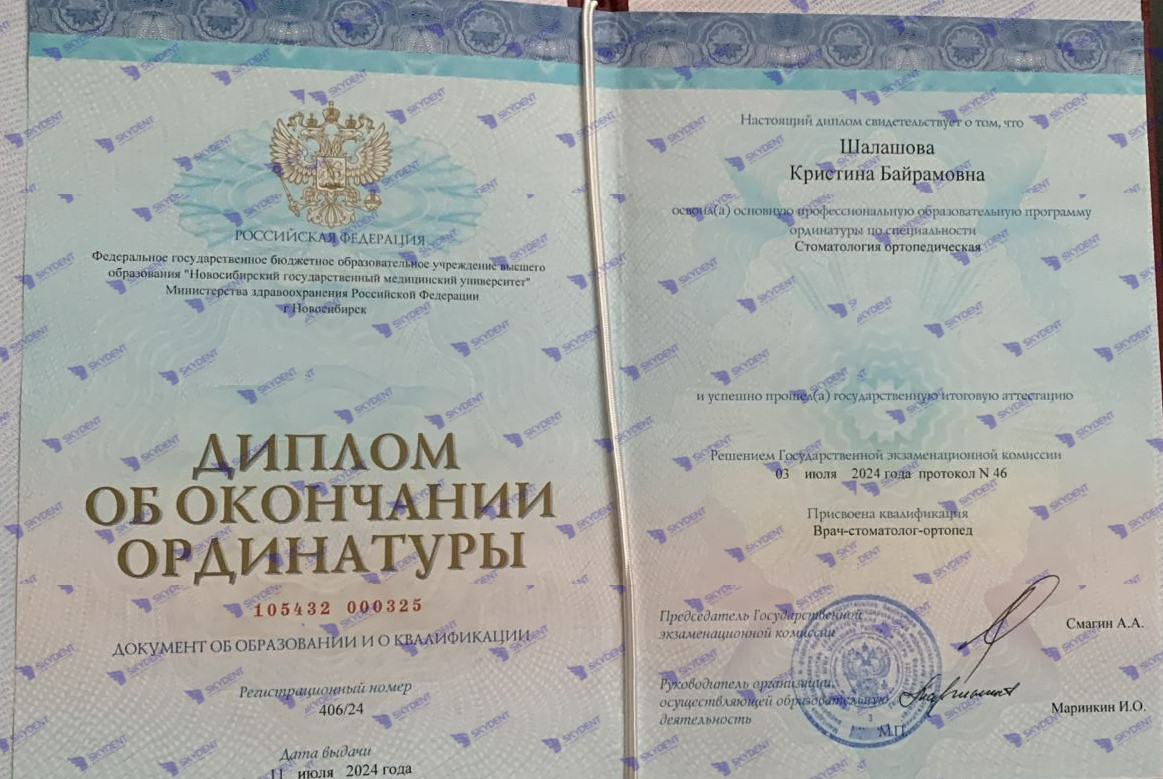 РОССИЙСКАЯ ФЕДЕРАЦИЯ
Федеральное государственное бюджетное образовательное учреждение высшего
образования "Новосибирский государственный медицинский университет"
Министерства здравоохранения Российской Федерации
г Новосибирск
ДИПЛОМ
ОБ ОКОНЧАНИИ
ОРДИНАТУРЫ
105432 000325
ДОКУМЕНТ ОБ ОБРАЗОВАНИИ И О КВАЛИФИКАЦИИ
Регистрационный номер
406/24
Дата выдачи
11 июля 2024 года
Настоящий диплом свидетельствует о том, что
Шалашова
Кристина Байрамовна
освоил(а) основную профессиональную образовательную программу
ординатуры по специальности
Стоматология ортопедическая
и успешно прошел(а) государственную итоговую аттестацию
Решением Государственной экзаменационной комиссии
03 июля 2024 года протокол N 46
Присвоена квалификация
Врач-стоматолог-ортопед
Председатель Государственной
экзаменационной комиссии
Смагин А.А.
Руководитель организации,
осуществляющей образовательную
деятельность
Маринкин И.О.
М.П.
SKYDENT